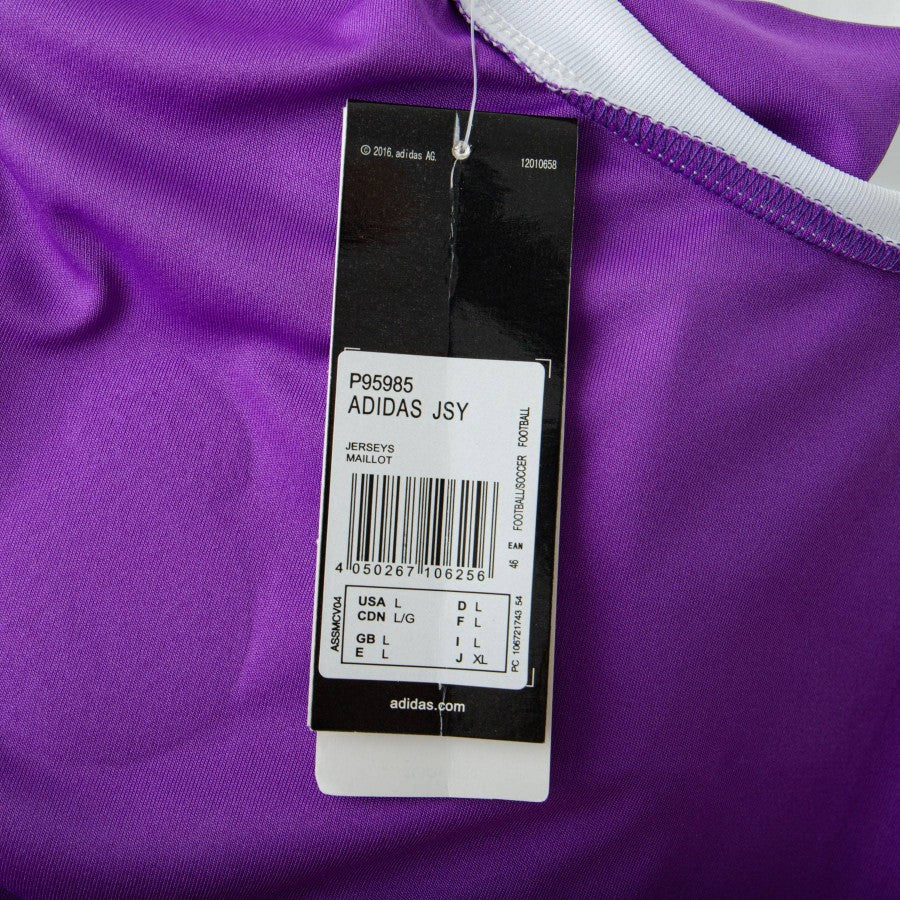 © 2016. adidas AG.
12010658
P95985
ADIDAS JSY
JERSEYS
MAILLOT
FOOTBALL/SOCCER FOOTBALL
46 EAN
4 050267 106256
ASSMCV04
USA L D L
CDN L/G F L
GB L I L
E L J XL
PC 106721743 54
adidas.com